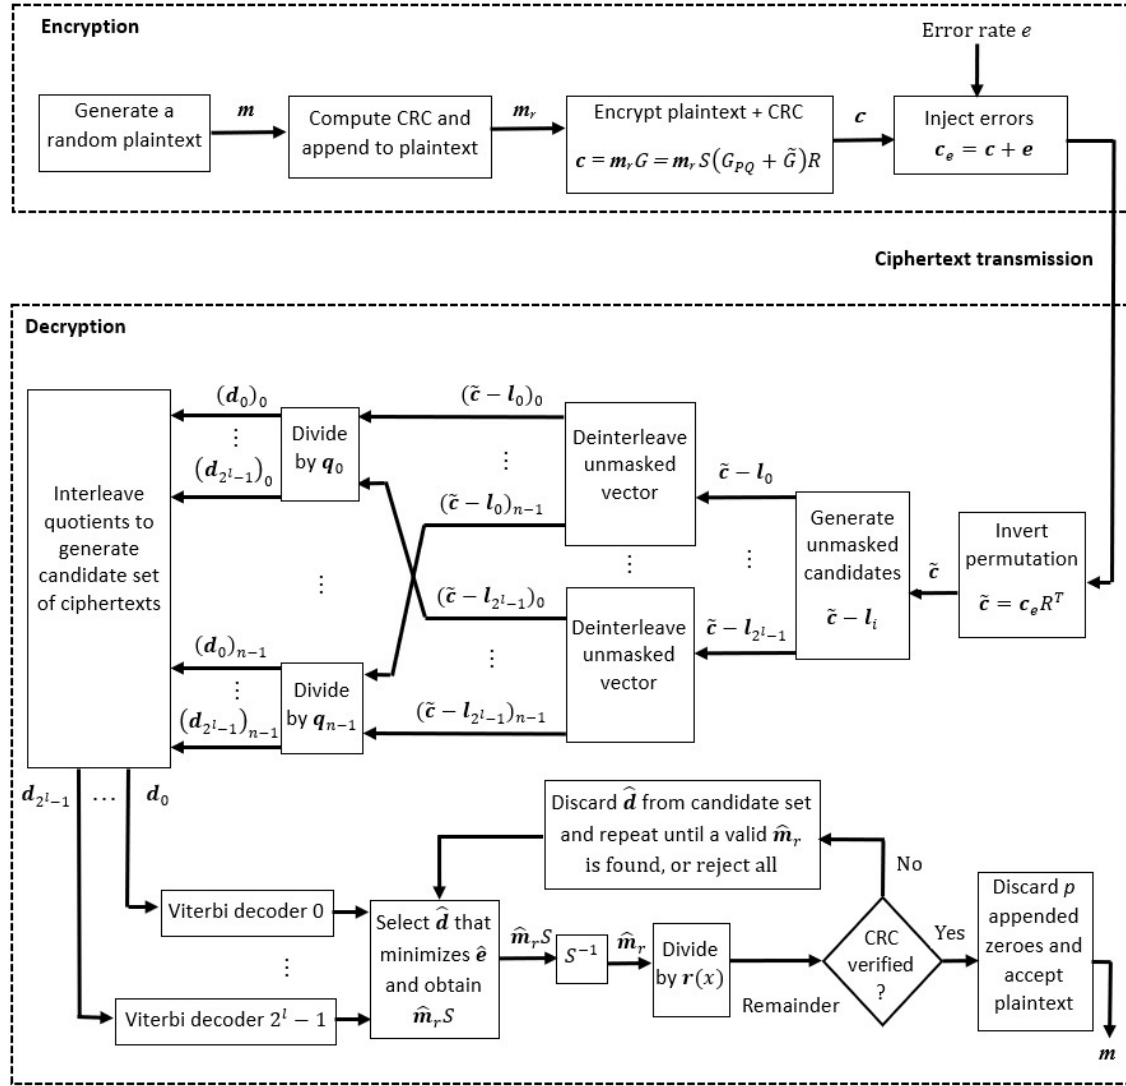 Encryption
Error rate e
Generate a
random plaintext
m
Compute CRC and
append to plaintext
m_r
Encrypt plaintext + CRC
c = m_r G = m_r S(G_{PQ} + G̃)R
c
Inject errors
c_e = c + e
Ciphertext transmission
Decryption
Interleave
quotients to
generate
candidate set
of ciphertexts
(d_0)_0
⋮
(d_{2^l−1})_0
Divide
by q_0
(c̃ − l_0)_0
⋮
(c̃ − l_0)_{n−1}
Deinterleave
unmasked
vector
c̃ − l_0
⋮
Generate
unmasked
candidates
c̃ − l_i
c̃
Invert
permutation
c̃ = c_e R^T
⋮
⋮
(c̃ − l_{2^l−1})_0
⋮
(c̃ − l_{2^l−1})_{n−1}
Deinterleave
unmasked
vector
c̃ − l_{2^l−1}
(d_0)_{n−1}
⋮
(d_{2^l−1})_{n−1}
Divide
by q_{n−1}
d_{2^l−1} … d_0
Viterbi decoder 0
⋮
Viterbi decoder 2^l − 1
Discard d̂ from candidate set
and repeat until a valid m̂_r
is found, or reject all
Select d̂ that
minimizes ê
and obtain
m̂_r S
m̂_r S
S^{−1}
m̂_r
Divide
by r(x)
Remainder
CRC
verified
?
No
Yes
Discard p
appended
zeroes and
accept
plaintext
m